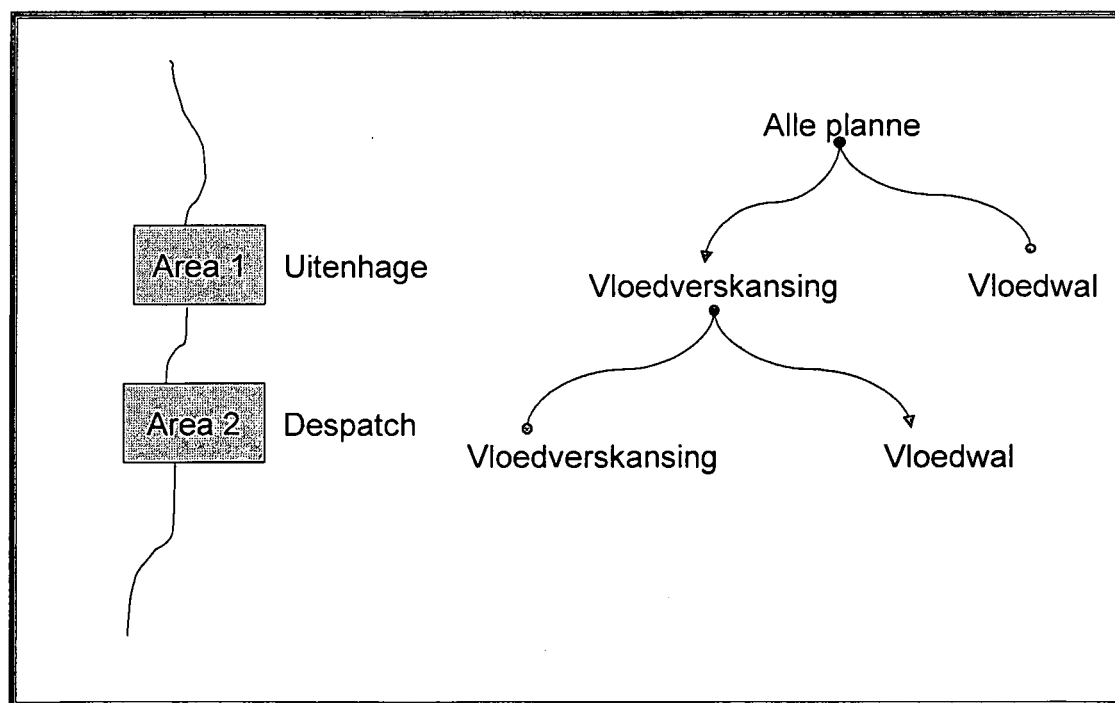 Alle planne
Area 1 Uitenhage
Vloedverskansing Vloedwal
Area 2 Despatch
Vloedverskansing Vloedwal